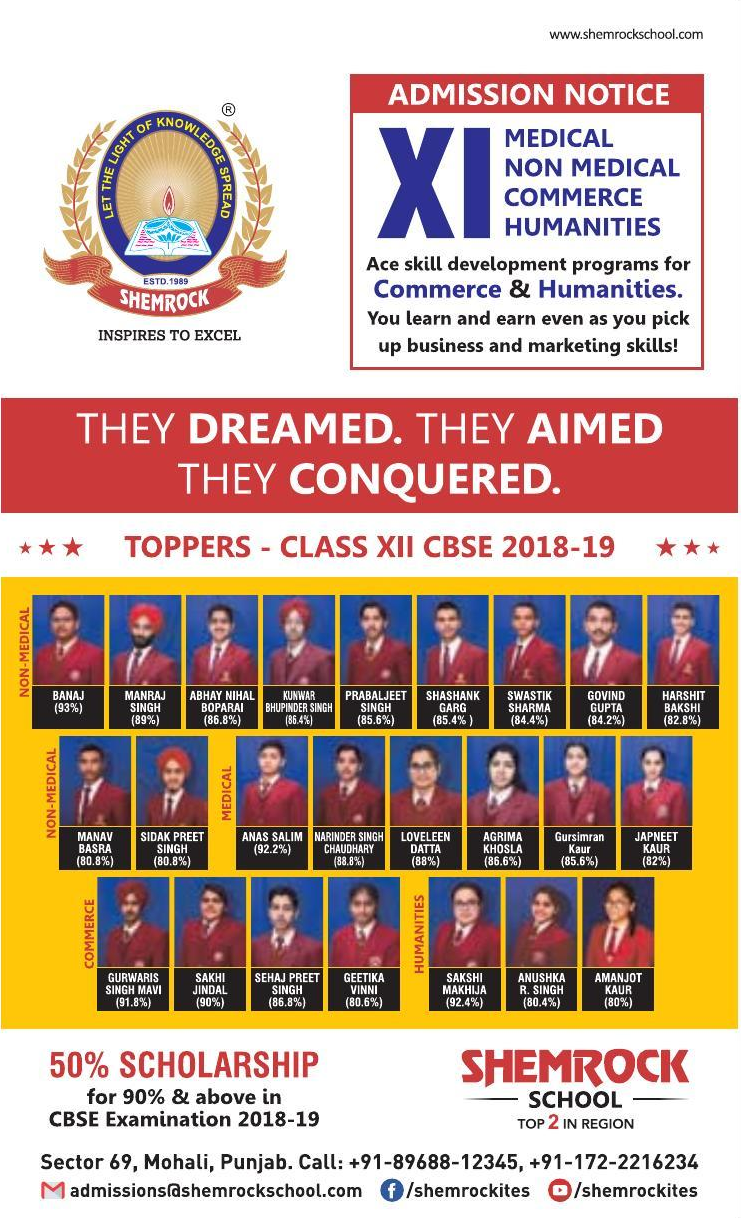 www.shemrockschool.com
®
LET THE LIGHT OF KNOWLEDGE SPREAD
ESTD.1989
SHEMROCK
INSPIRES TO EXCEL
ADMISSION NOTICE
XI
MEDICAL
NON MEDICAL
COMMERCE
HUMANITIES
Ace skill development programs for
Commerce & Humanities.
You learn and earn even as you pick
up business and marketing skills!
THEY DREAMED. THEY AIMED
THEY CONQUERED.
TOPPERS - CLASS XII CBSE 2018-19
NON-MEDICAL
BANAJ
(93%)
MANRAJ
SINGH
(89%)
ABHAY NIHAL
BOPARAI
(86.8%)
KUNWAR
BHUPINDER SINGH
(86.4%)
PRABALJEET
SINGH
(85.6%)
SHASHANK
GARG
(85.4% )
SWASTIK
SHARMA
(84.4%)
GOVIND
GUPTA
(84.2%)
HARSHIT
BAKSHI
(82.8%)
NON-MEDICAL
MANAV
BASRA
(80.8%)
SIDAK PREET
SINGH
(80.8%)
MEDICAL
ANAS SALIM
(92.2%)
NARINDER SINGH
CHAUDHARY
(88.8%)
LOVELEEN
DATTA
(88%)
AGRIMA
KHOSLA
(86.6%)
Gursimran
Kaur
(85.6%)
JAPNEET
KAUR
(82%)
COMMERCE
GURWARIS
SINGH MAVI
(91.8%)
SAKHI
JINDAL
(90%)
SEHAJ PREET
SINGH
(86.8%)
GEETIKA
VINNI
(80.6%)
HUMANITIES
SAKSHI
MAKHIJA
(92.4%)
ANUSHKA
R. SINGH
(80.4%)
AMANJOT
KAUR
(80%)
50% SCHOLARSHIP
for 90% & above in
CBSE Examination 2018-19
SHEMROCK
SCHOOL
TOP 2 IN REGION
Sector 69, Mohali, Punjab. Call: +91-89688-12345, +91-172-2216234
admissions@shemrockschool.com /shemrockites /shemrockites